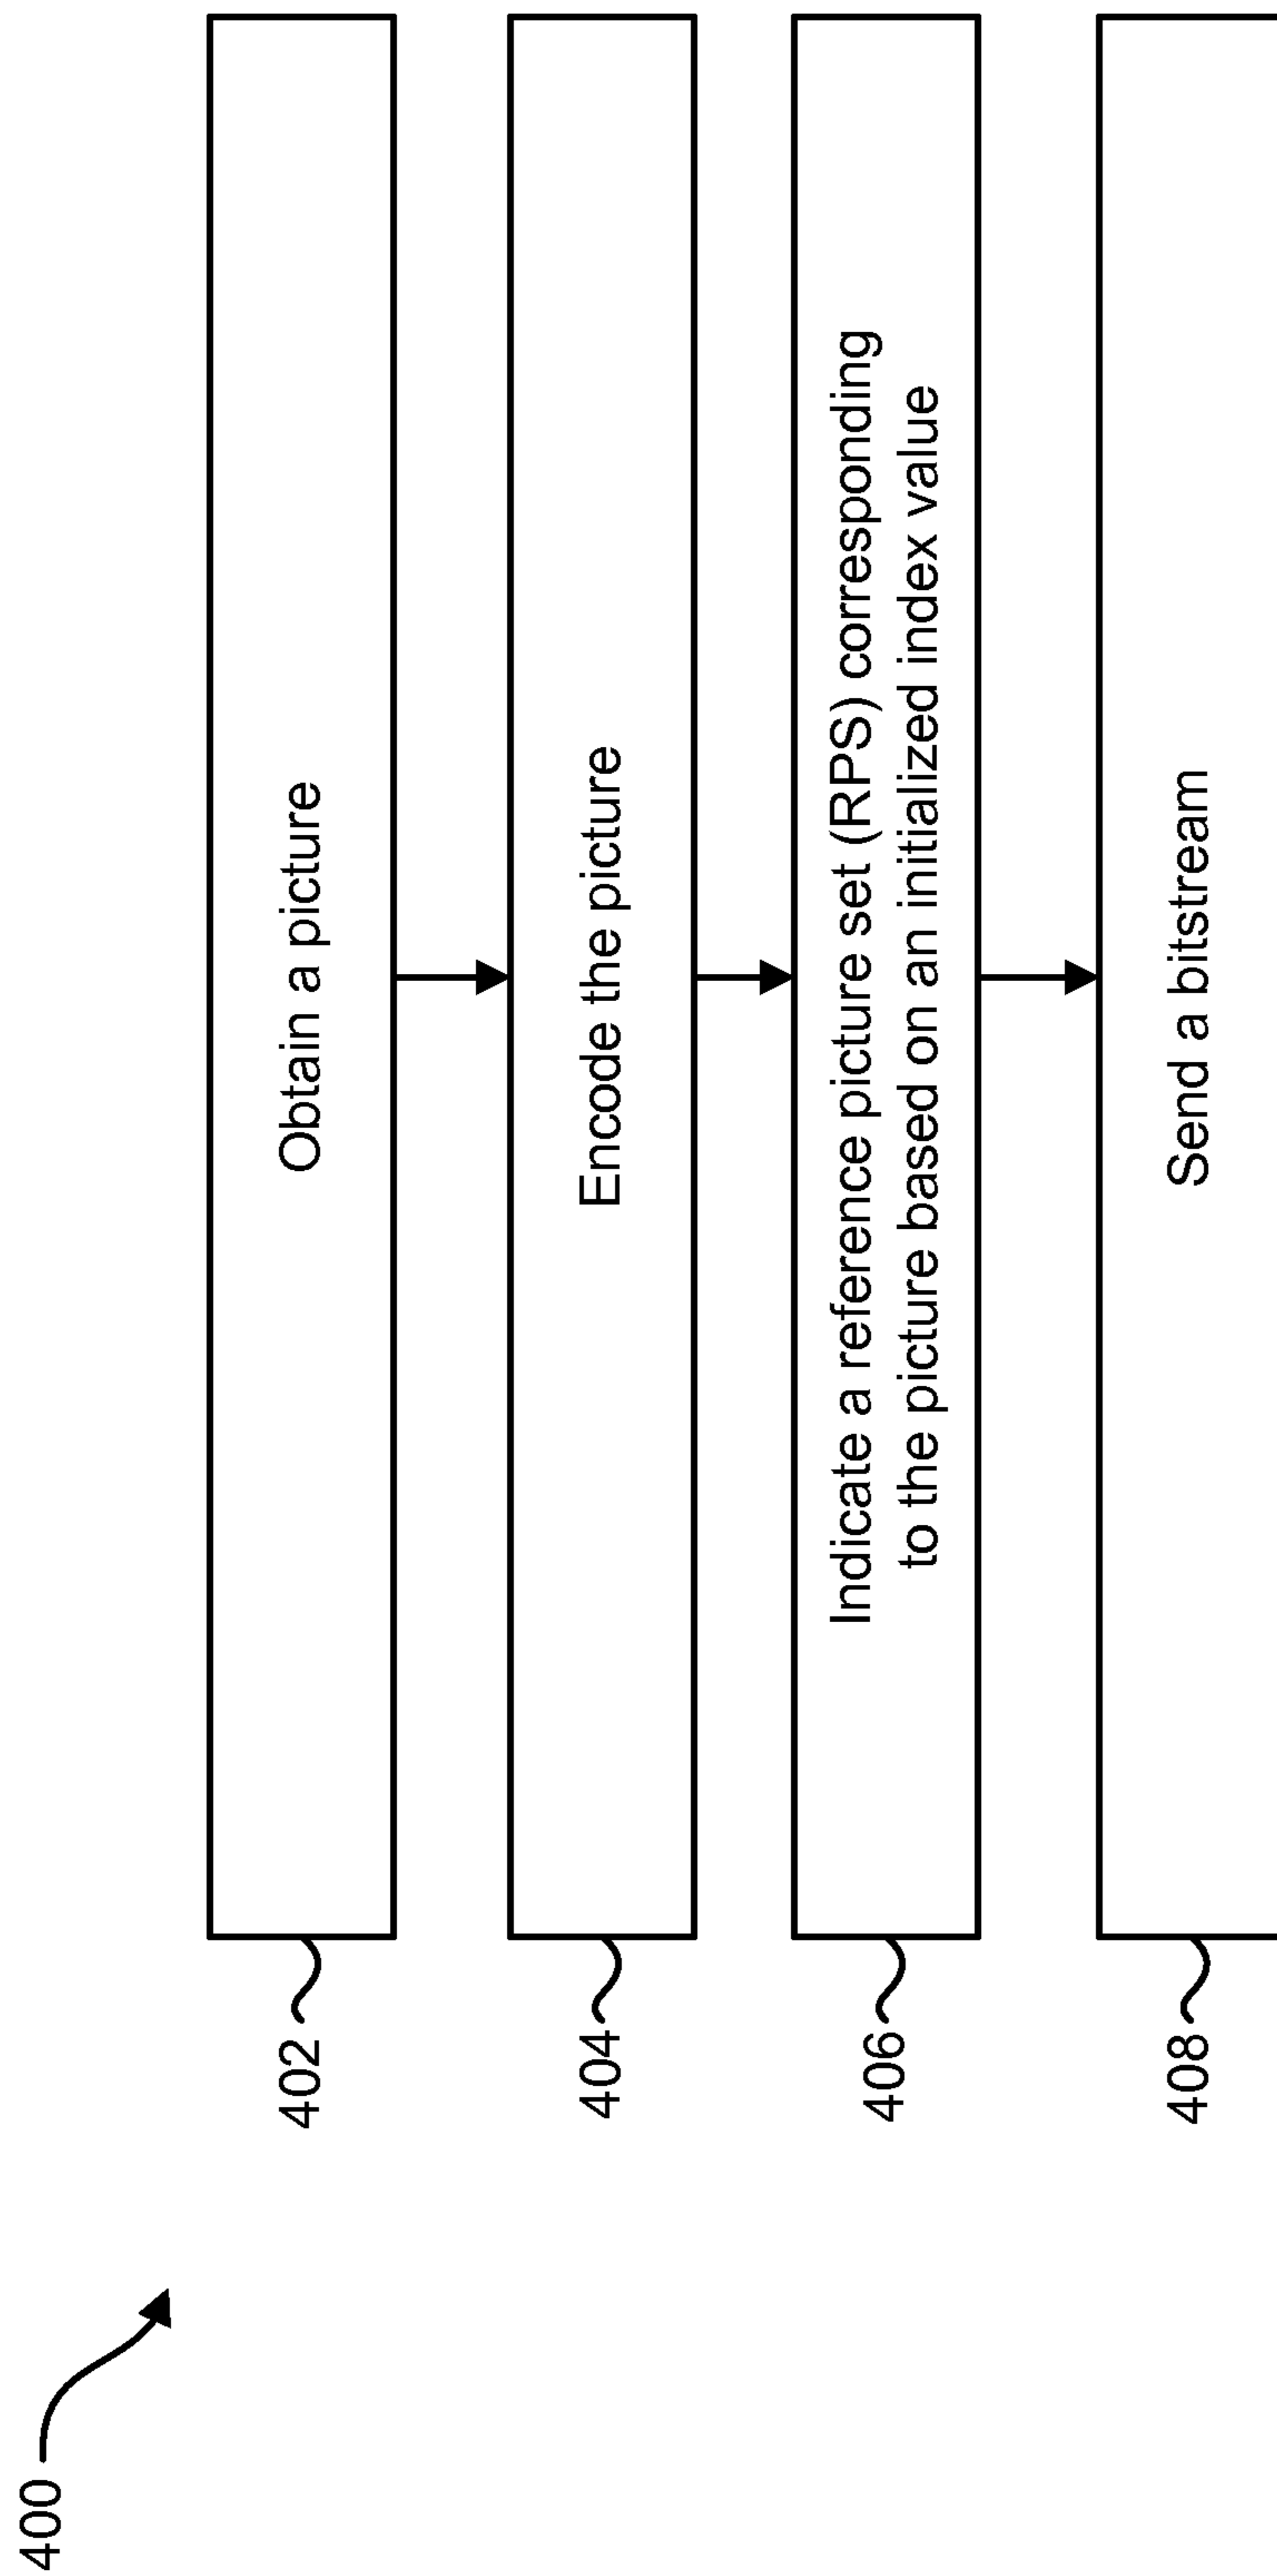 400
402
Obtain a picture
404
Encode the picture
406
Indicate a reference picture set (RPS) corresponding
to the picture based on an initialized index value
408
Send a bitstream